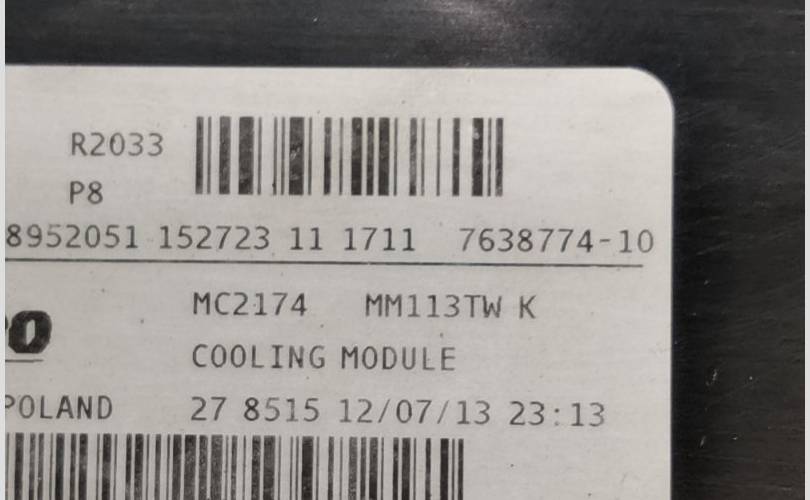 R2033
P8
8952051 152723 11 1711 7638774-10
MC2174 MM113TW K
COOLING MODULE
POLAND 27 8515 12/07/13 23:13